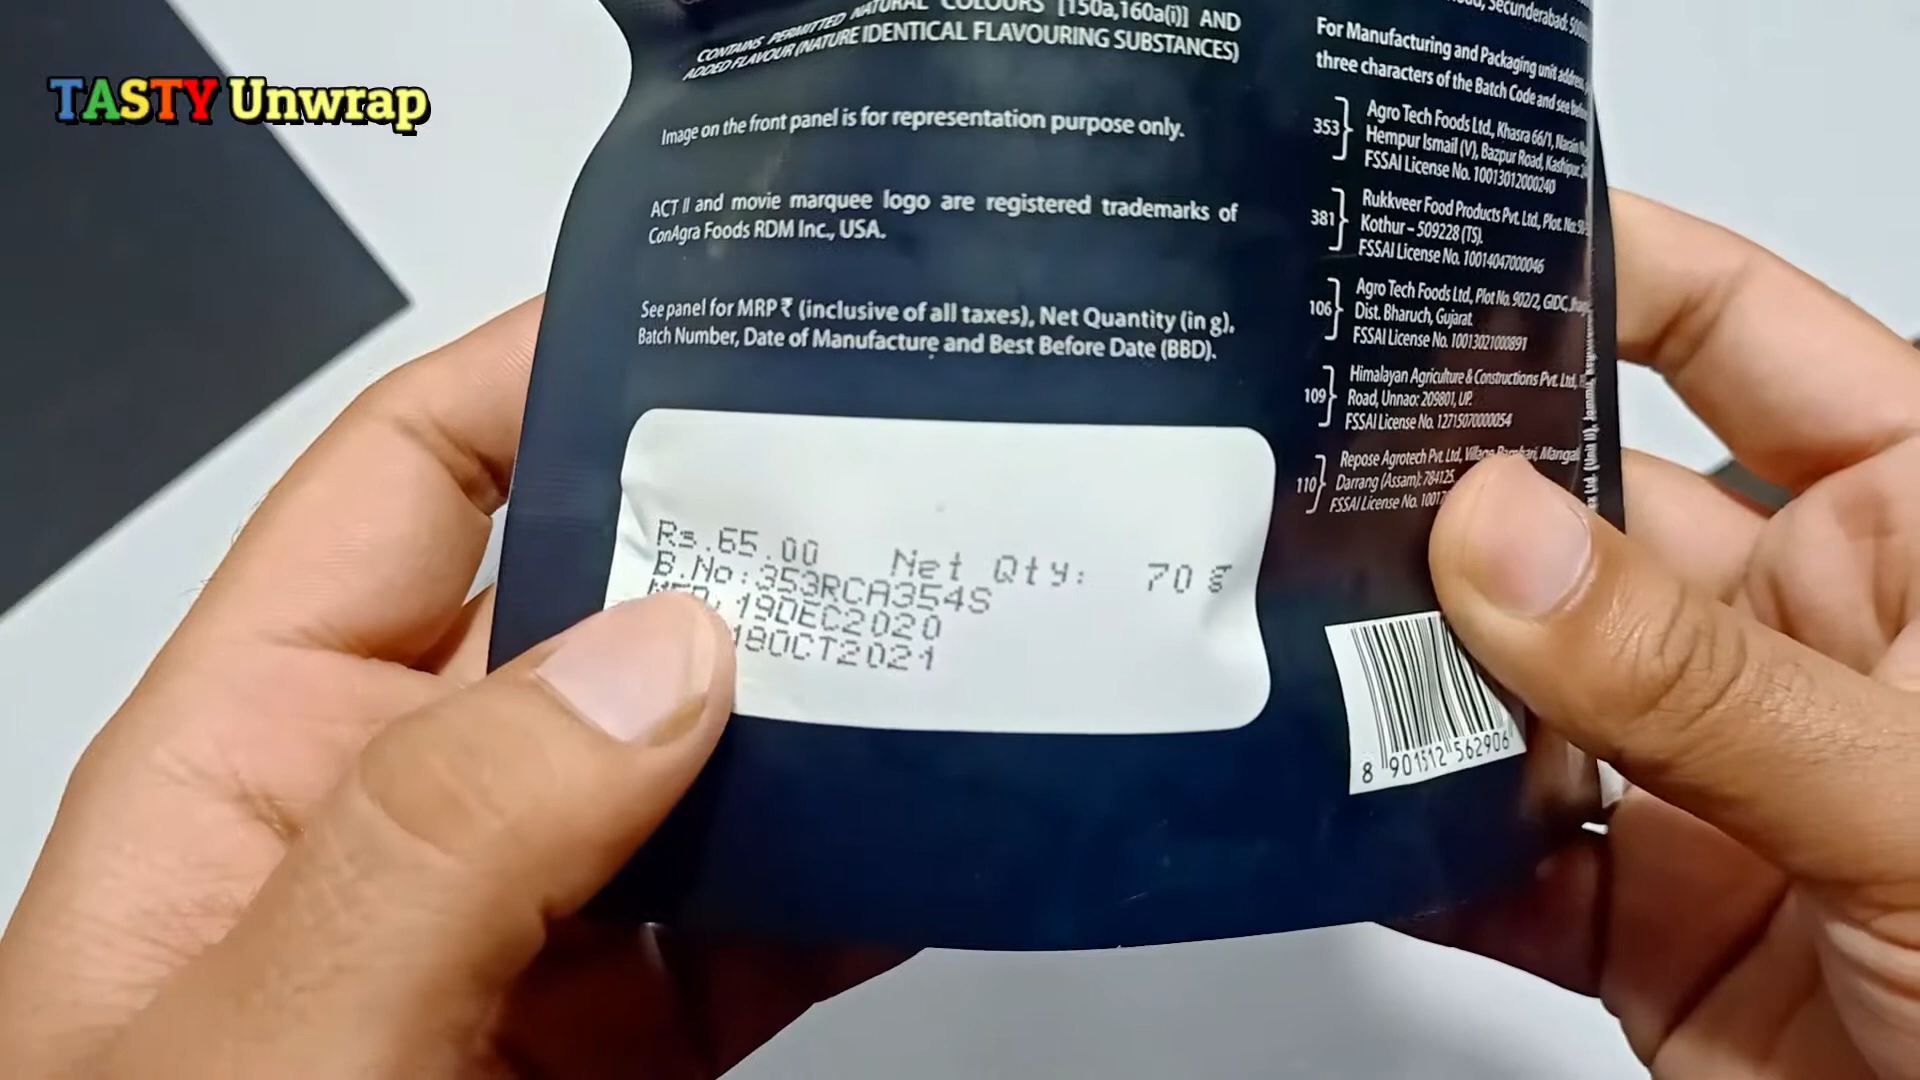 TASTY Unwrap
CONTAINS PERMITTED NATURAL COLOURS [150a,160a(i)] AND
ADDED FLAVOUR (NATURE IDENTICAL FLAVOURING SUBSTANCES)
Image on the front panel is for representation purpose only.
ACT II and movie marquee logo are registered trademarks of
ConAgra Foods RDM Inc., USA.
See panel for MRP ₹ (inclusive of all taxes), Net Quantity (in g),
Batch Number, Date of Manufacture and Best Before Date (BBD).
Rs.65.00 Net Qty: 70 g
B.No:353RCA354S
19DEC2020
19OCT2021
Secunderabad:
For Manufacturing and Packaging unit address,
three characters of the Batch Code and see
353} Agro Tech Foods Ltd., Khasra 66/1,
Hempur Ismail (V), Bazpur Road, Kashipur:
FSSAI License No. 10013012000240
381} Rukkveer Food Products Pvt. Ltd., Plot. No:
Kothur – 509228 (TS).
FSSAI License No. 10014047000046
106} Agro Tech Foods Ltd., Plot No. 902/2, GIDC,
Dist. Bharuch, Gujarat.
FSSAI License No. 10013021000891
109} Himalayan Agriculture & Constructions Pvt. Ltd.,
Road, Unnao: 209801, UP.
FSSAI License No. 12715070000054
110} Repose Agrotech Pvt. Ltd, Village Mangal
Darrang (Assam): 784125.
FSSAI License No.
Ltd. (Unit II), Jammu,
8 901512 562906